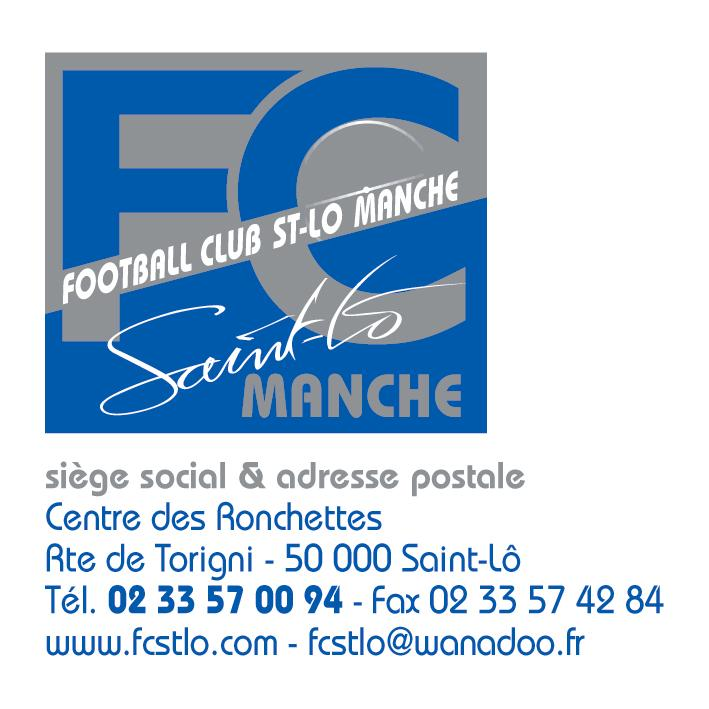 FC
FOOTBALL CLUB ST-LO MANCHE
Saint-Lo
MANCHE
siège social & adresse postale
Centre des Ronchettes
Rte de Torigni - 50 000 Saint-Lô
Tél. 02 33 57 00 94 - Fax 02 33 57 42 84
www.fcstlo.com - fcstlo@wanadoo.fr